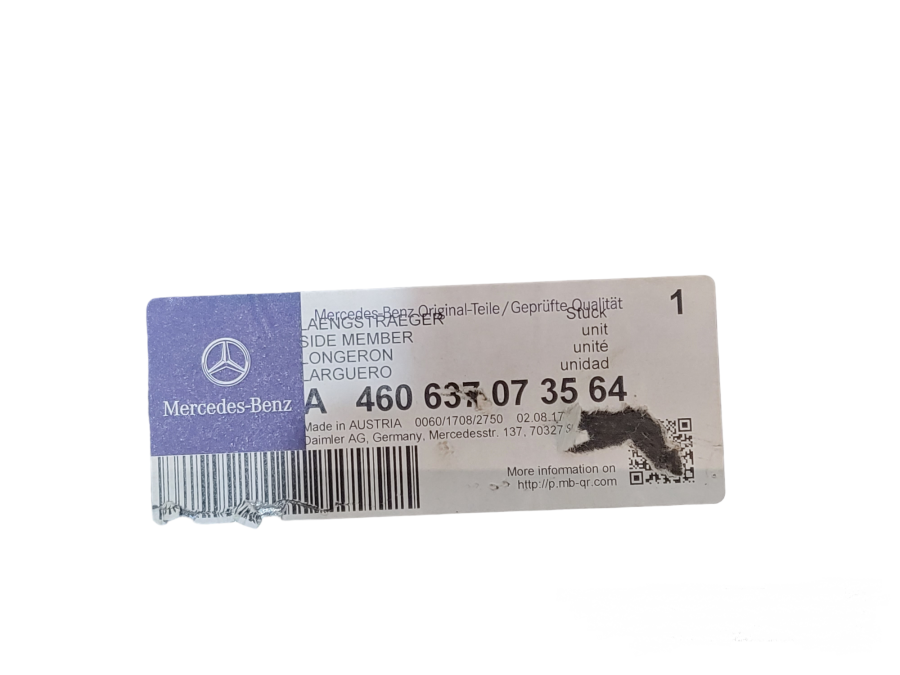 Mercedes-Benz Original-Teile / Geprüfte Qualität
1
LAENGSTRAEGER
Stück
SIDE MEMBER
unit
LONGERON
unité
LARGUERO
unidad
Mercedes-Benz
A 460 637 07 35 64
Made in AUSTRIA 0060/1708/2750 02.08.17
Daimler AG, Germany, Mercedesstr. 137, 70327
More information on
http://p.mb-qr.com